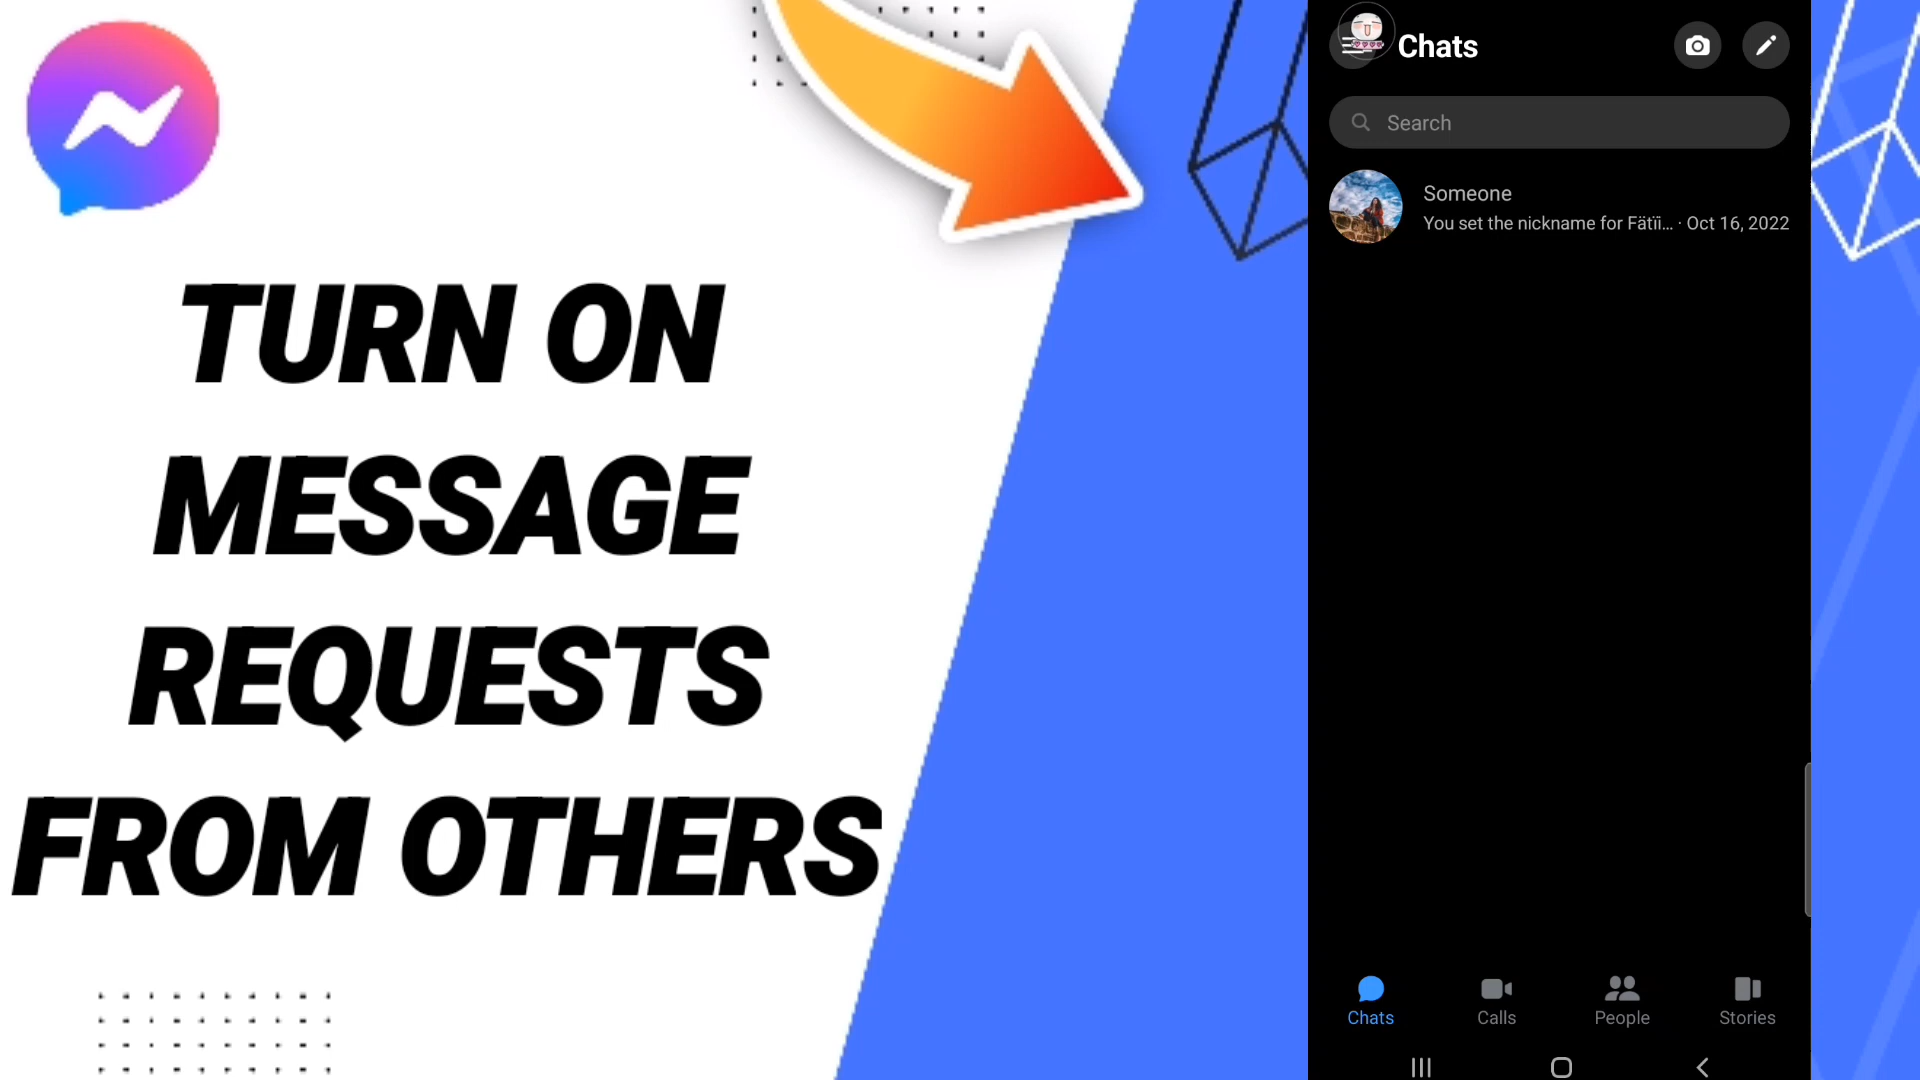 TURN ON
MESSAGE
REQUESTS
FROM OTHERS
Chats
Search
Someone
You set the nickname for Fätïi... · Oct 16, 2022
Chats
Calls
People
Stories